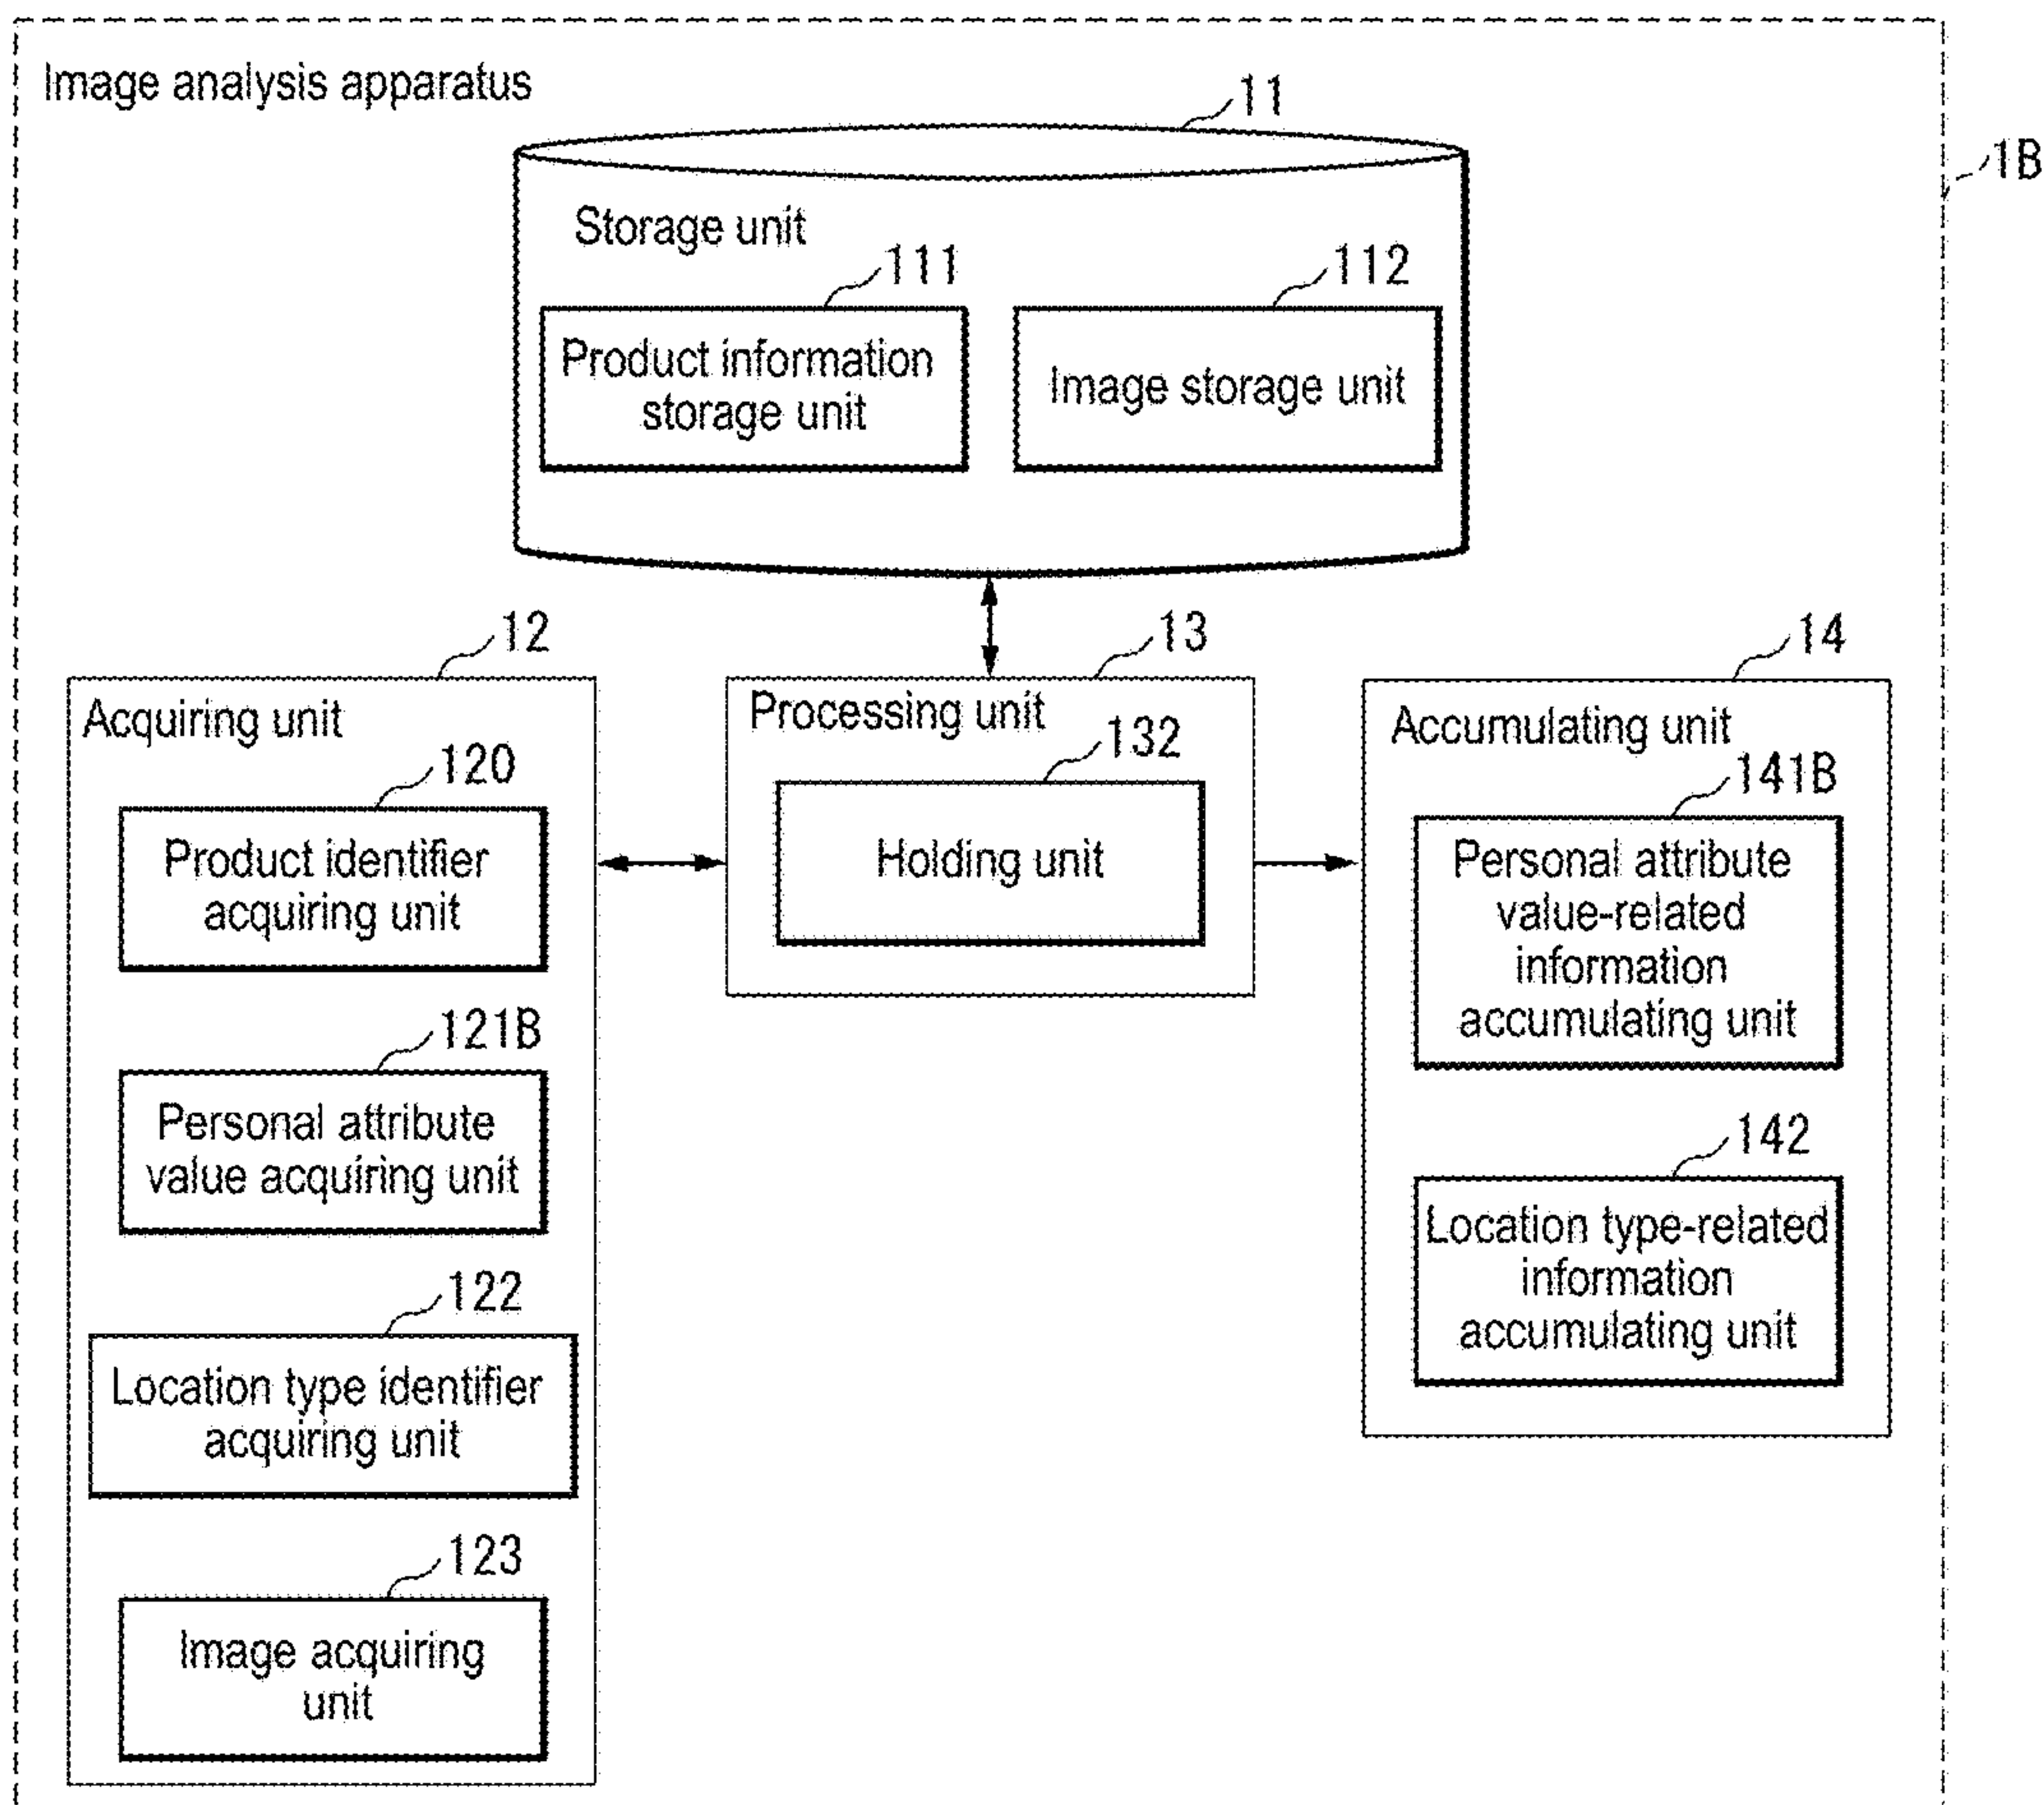 Image analysis apparatus
11
1B
Storage unit
111
112
Product information
storage unit
Image storage unit
12
13
14
Acquiring unit
Processing unit
Accumulating unit
120
132
141B
Product identifier
acquiring unit
Holding unit
Personal attribute
value-related
information
accumulating unit
121B
Personal attribute
value acquiring unit
142
Location type-related
information
accumulating unit
122
Location type identifier
acquiring unit
123
Image acquiring
unit